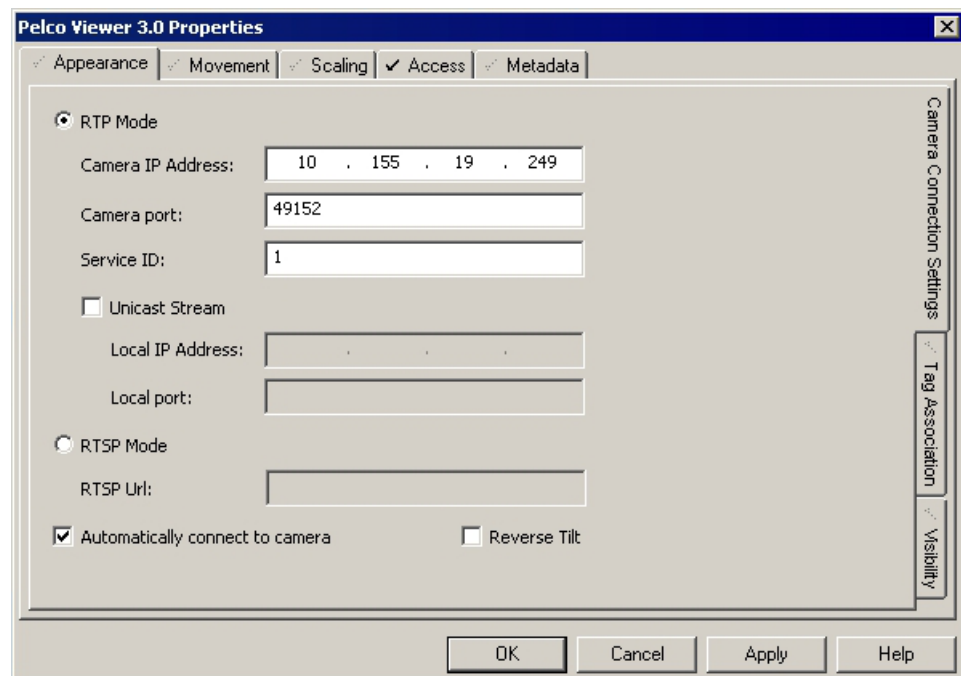 Pelco Viewer 3.0 Properties
Appearance Movement Scaling Access Metadata
RTP Mode
Camera IP Address: 10 . 155 . 19 . 249
Camera port: 49152
Service ID: 1
Unicast Stream
Local IP Address: . . .
Local port:
RTSP Mode
RTSP Url:
Automatically connect to camera Reverse Tilt
Camera Connection Settings
Tag Association
Visibility
OK Cancel Apply Help